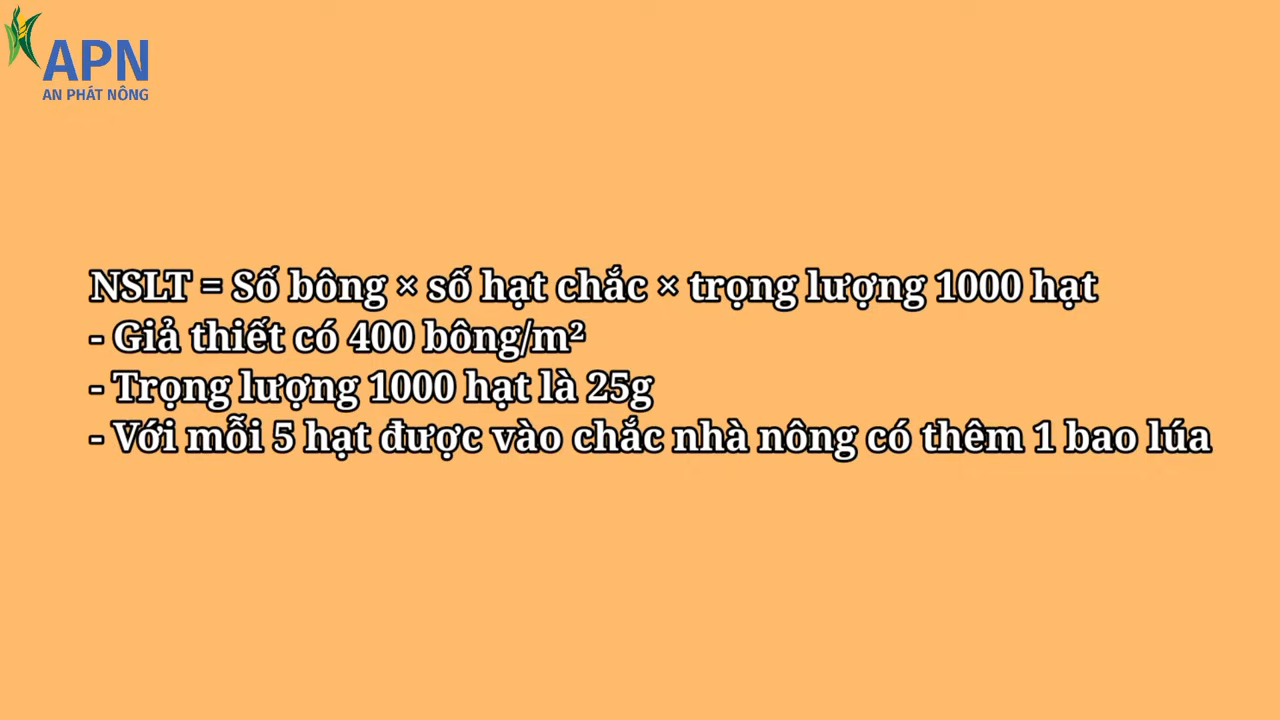 APN
AN PHÁT NÔNG
NSLT = Số bông × số hạt chắc × trọng lượng 1000 hạt
- Giả thiết có 400 bông/m²
- Trọng lượng 1000 hạt là 25g
- Với mỗi 5 hạt được vào chắc nhà nông có thêm 1 bao lúa